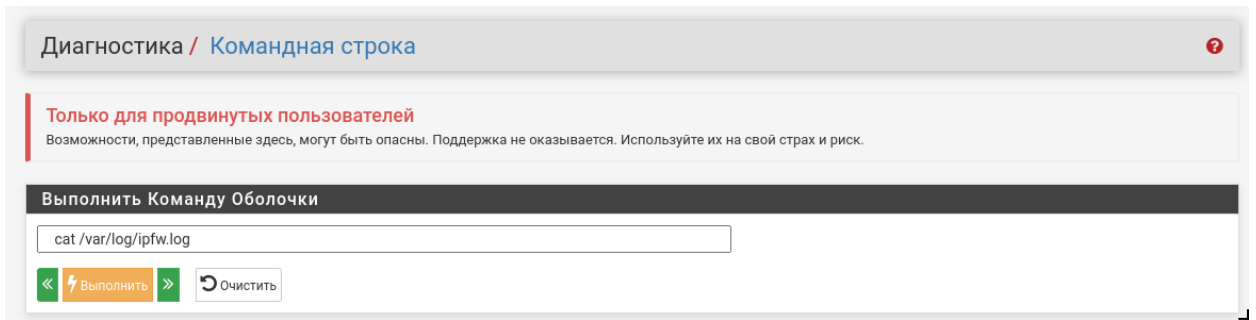 Диагностика / Командная строка
Только для продвинутых пользователей
Возможности, представленные здесь, могут быть опасны. Поддержка не оказывается. Используйте их на свой страх и риск.
Выполнить Команду Оболочки
cat /var/log/ipfw.log
Выполнить Очистить